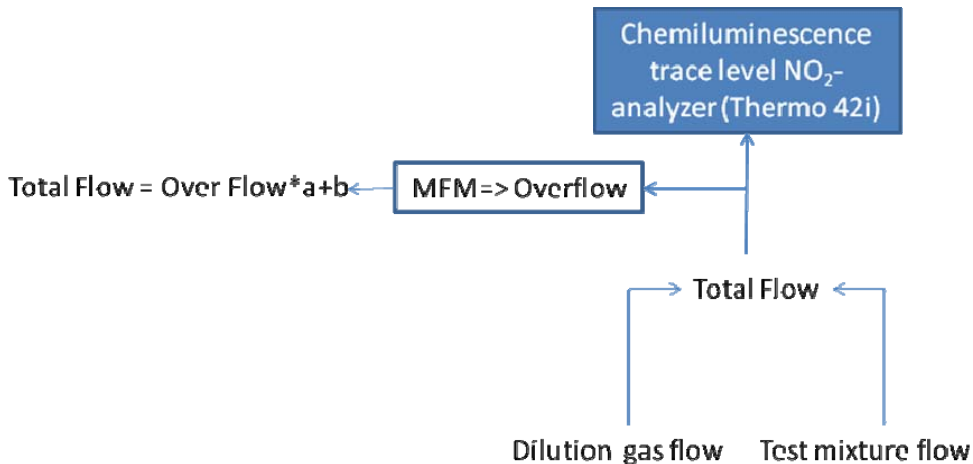 Chemiluminescence
trace level NO₂-
analyzer (Thermo 42i)
Total Flow = Over Flow*a+b
MFM=> Overflow
Total Flow
Dilution gas flow
Test mixture flow